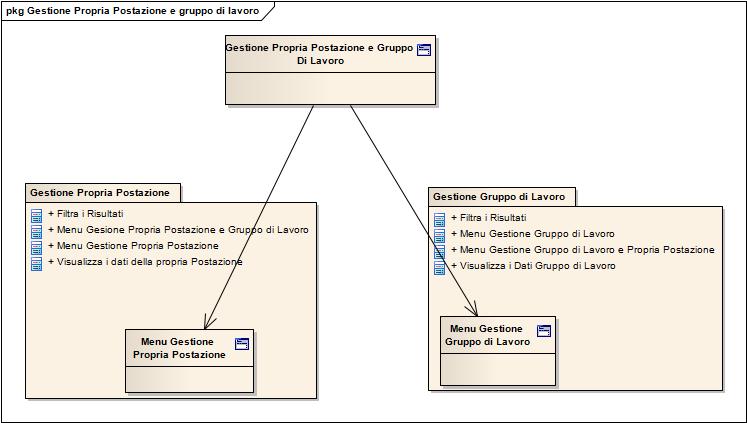 pkg Gestione Propria Postazione e gruppo di lavoro
Gestione Propria Postazione e Gruppo
Di Lavoro
Gestione Propria Postazione
+ Filtra i Risultati
+ Menu Gesione Propria Postazione e Gruppo di Lavoro
+ Menu Gestione Propria Postazione
+ Visualizza i dati della propria Postazione
Menu Gestione
Propria Postazione
Gestione Gruppo di Lavoro
+ Filtra i Risultati
+ Menu Gestione Gruppo di Lavoro
+ Menu Gestione Gruppo di Lavoro e Propria Postazione
+ Visualizza i Dati Gruppo di Lavoro
Menu Gestione
Gruppo di Lavoro